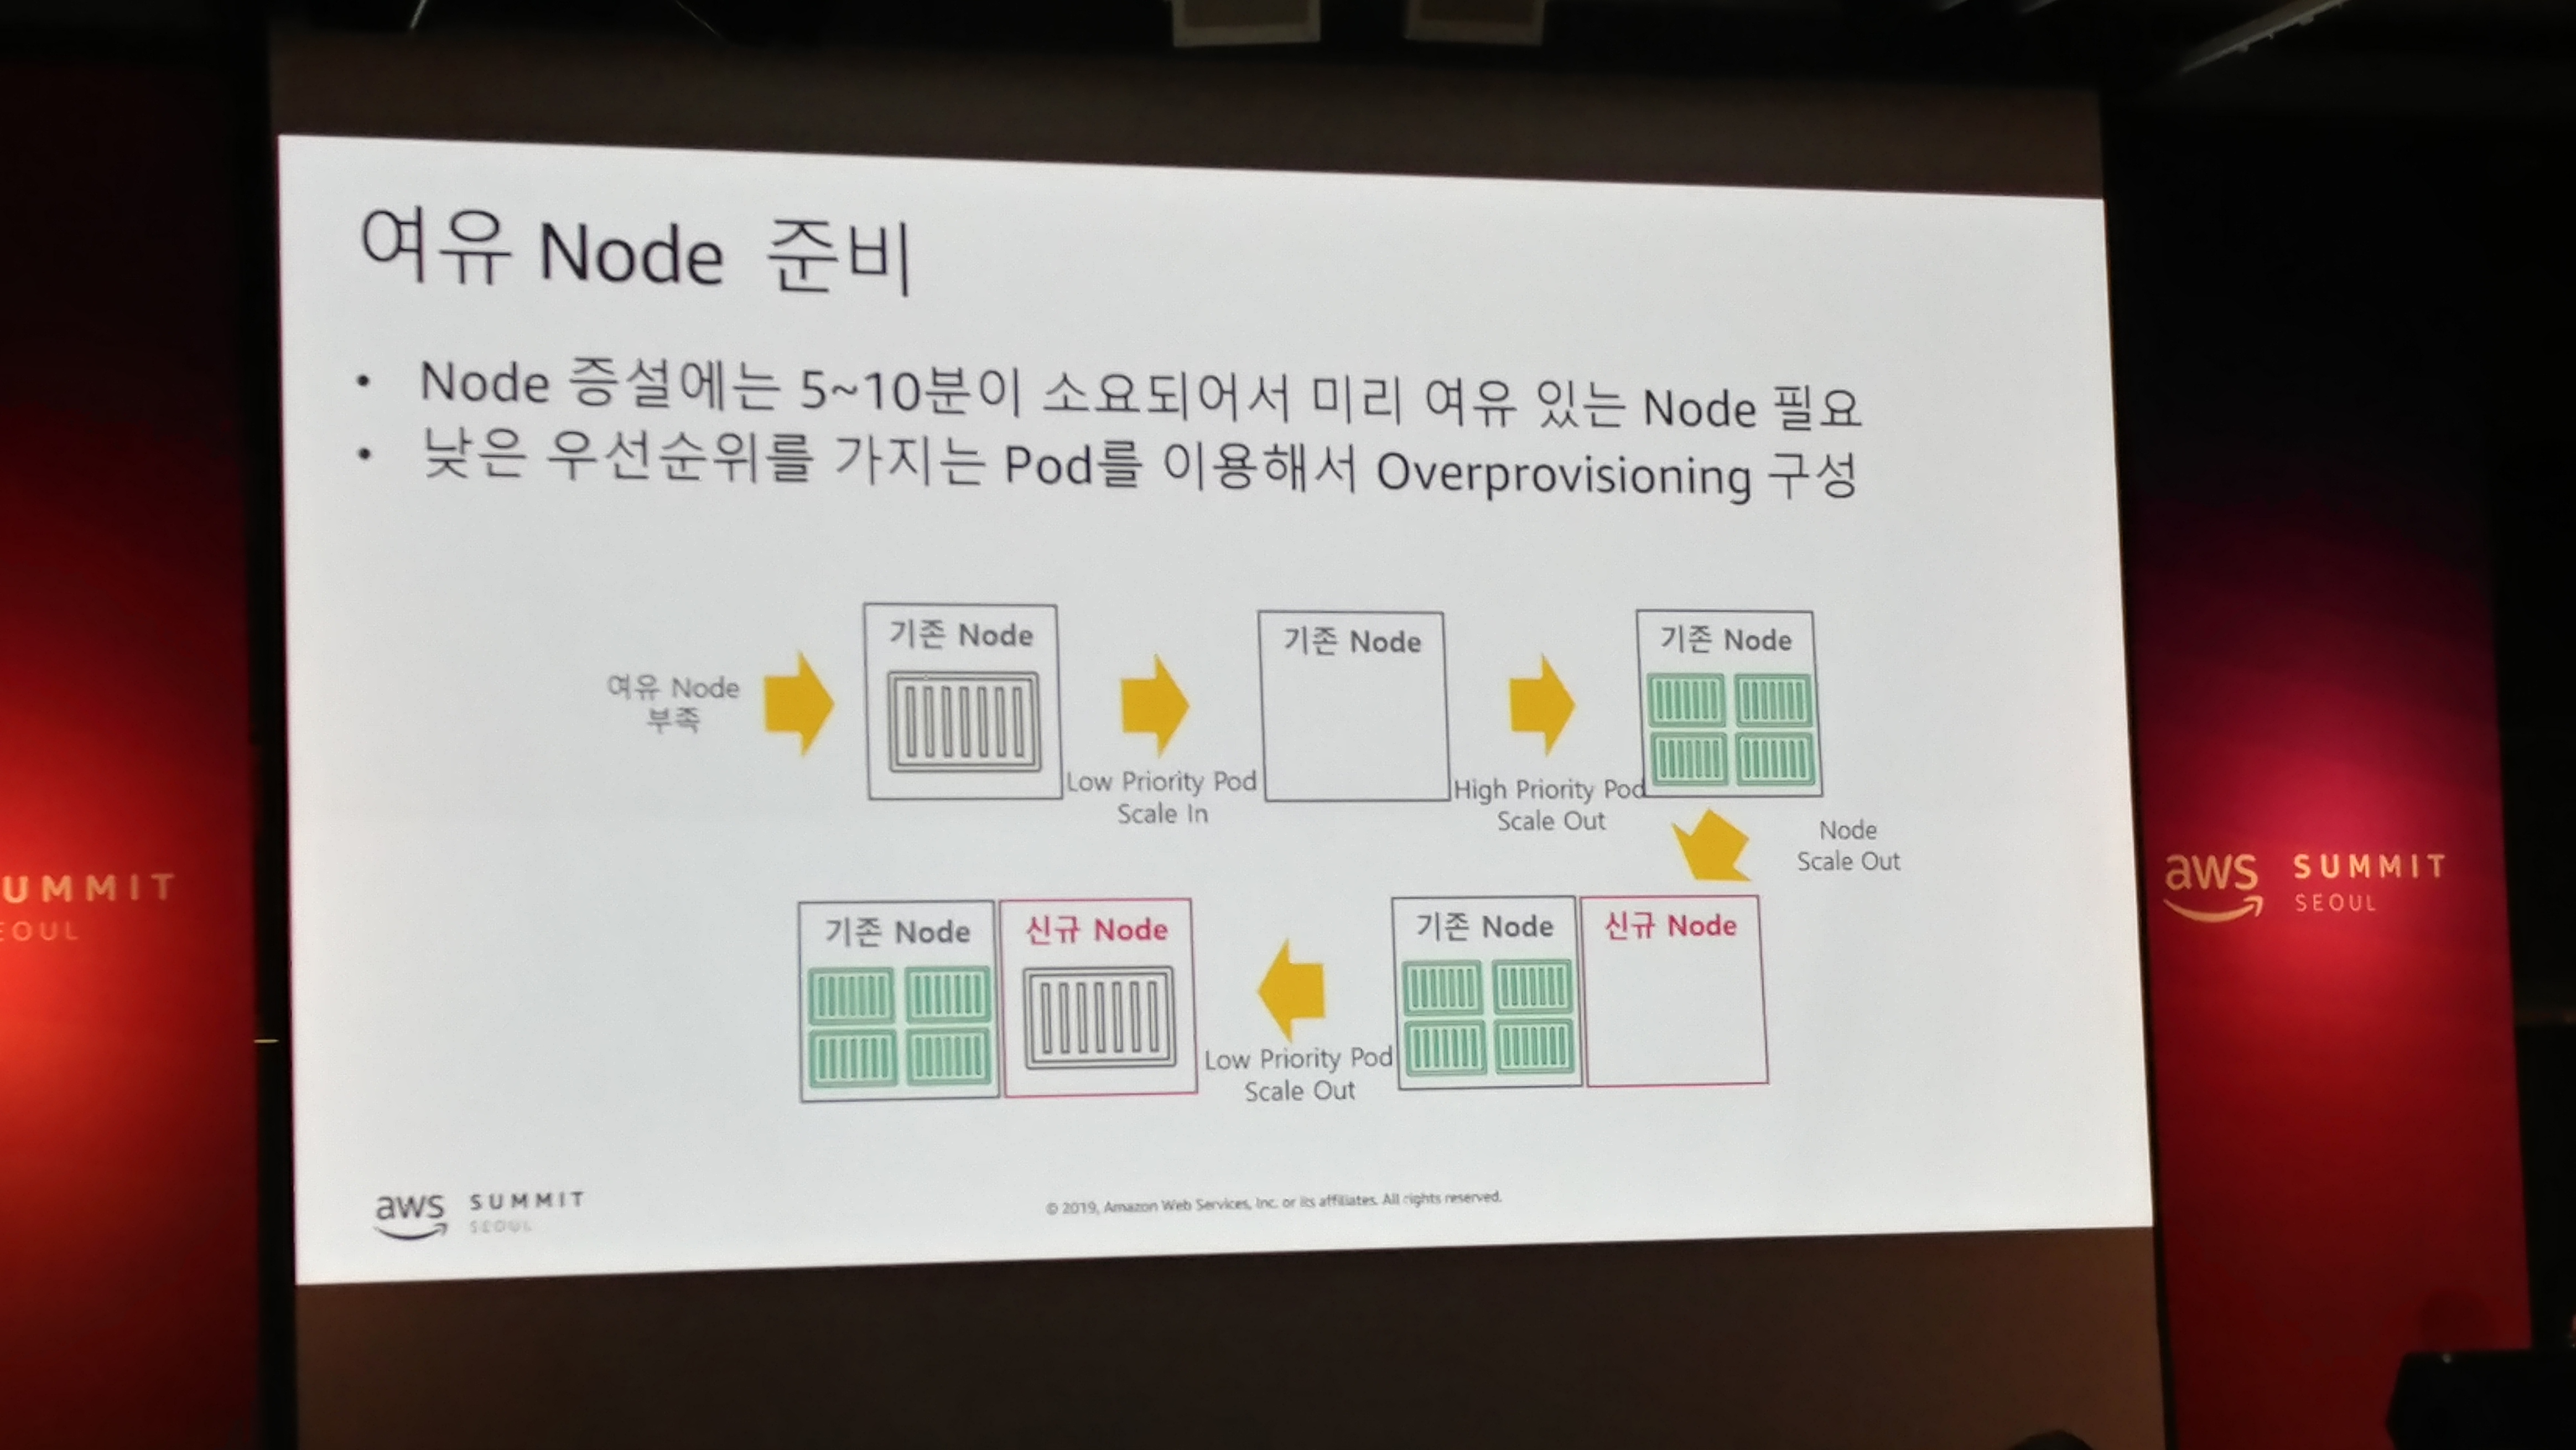 여유 Node 준비
• Node 증설에는 5~10분이 소요되어서 미리 여유 있는 Node 필요
• 낮은 우선순위를 가지는 Pod를 이용해서 Overprovisioning 구성
여유 Node
부족
기존 Node
Low Priority Pod
Scale In
기존 Node
High Priority Pod
Scale Out
기존 Node
Node
Scale Out
기존 Node
신규 Node
Low Priority Pod
Scale Out
기존 Node
신규 Node
aws SUMMIT
SEOUL
© 2019, Amazon Web Services, Inc. or its affiliates. All rights reserved.
UMMIT
EOUL
aws SUMMIT
SEOUL